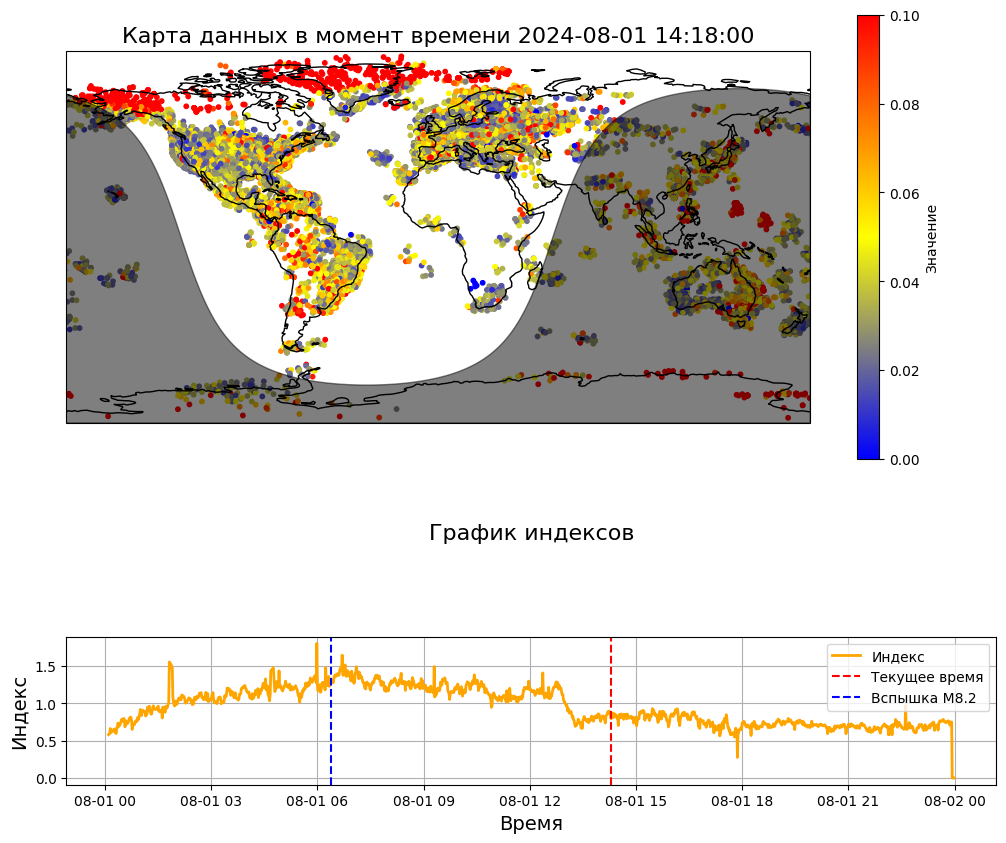 Карта данных в момент времени 2024-08-01 14:18:00
0.10
0.08
0.06
0.04
0.02
0.00
Значение
График индексов
Индекс
1.5
1.0
0.5
0.0
Индекс
Текущее время
Вспышка M8.2
08-01 00
08-01 03
08-01 06
08-01 09
08-01 12
08-01 15
08-01 18
08-01 21
08-02 00
Время